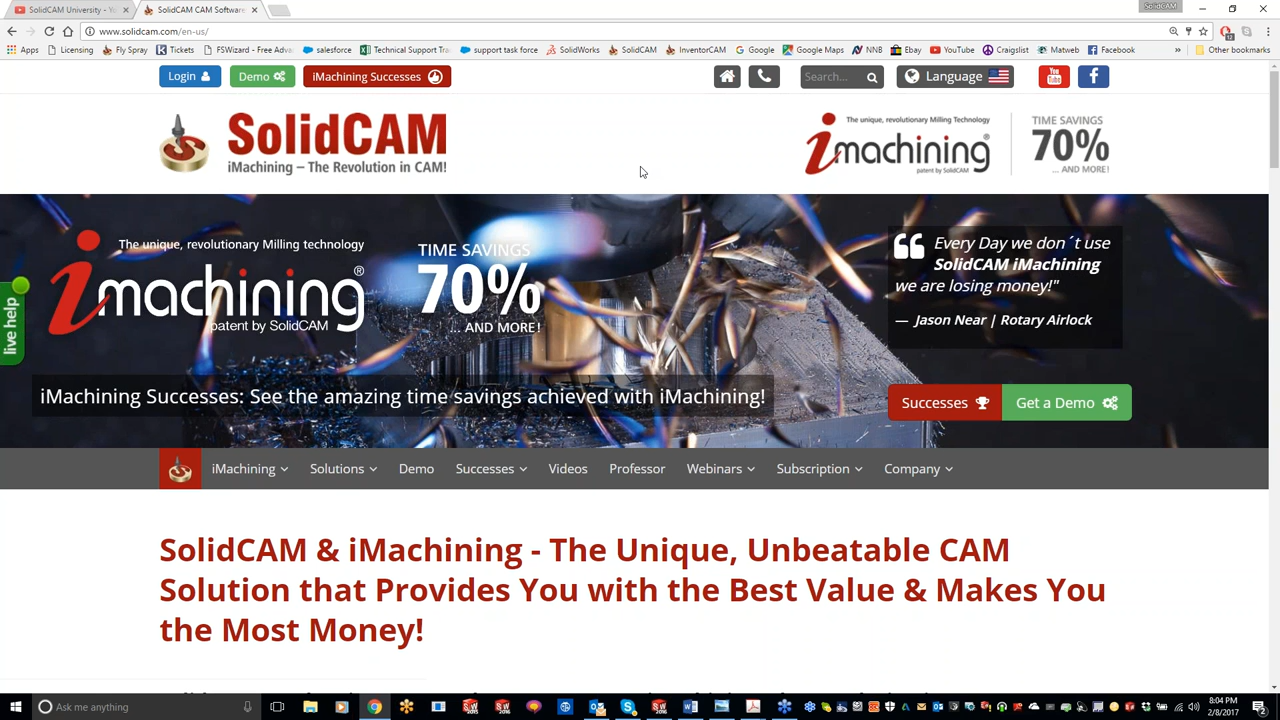 SolidCAM University - Y
SolidCAM CAM Software
SolidCAM
www.solidcam.com/en-us/
Apps
Licensing
Fly Spray
Tickets
FSWizard - Free Adva
salesforce
Technical Support Tra
support task force
SolidWorks
SolidCAM
InventorCAM
Google
Google Maps
NNB
Ebay
YouTube
Craigslist
Matweb
Facebook
»
Other bookmarks
Login
Demo
iMachining Successes
Search...
Language
You Tube
SolidCAM
iMachining – The Revolution in CAM!
The unique, revolutionary Milling Technology
imachining®
patent by SolidCAM
TIME SAVINGS
70%
... AND MORE!
The unique, revolutionary Milling technology
imachining®
patent by SolidCAM
TIME SAVINGS
70%
... AND MORE!
Every Day we don´t use
SolidCAM iMachining
we are losing money!"
— Jason Near | Rotary Airlock
live help
iMachining Successes: See the amazing time savings achieved with iMachining!
Successes
Get a Demo
iMachining
Solutions
Demo
Successes
Videos
Professor
Webinars
Subscription
Company
SolidCAM & iMachining - The Unique, Unbeatable CAM
Solution that Provides You with the Best Value & Makes You
the Most Money!
Ask me anything
8:04 PM
2/8/2017